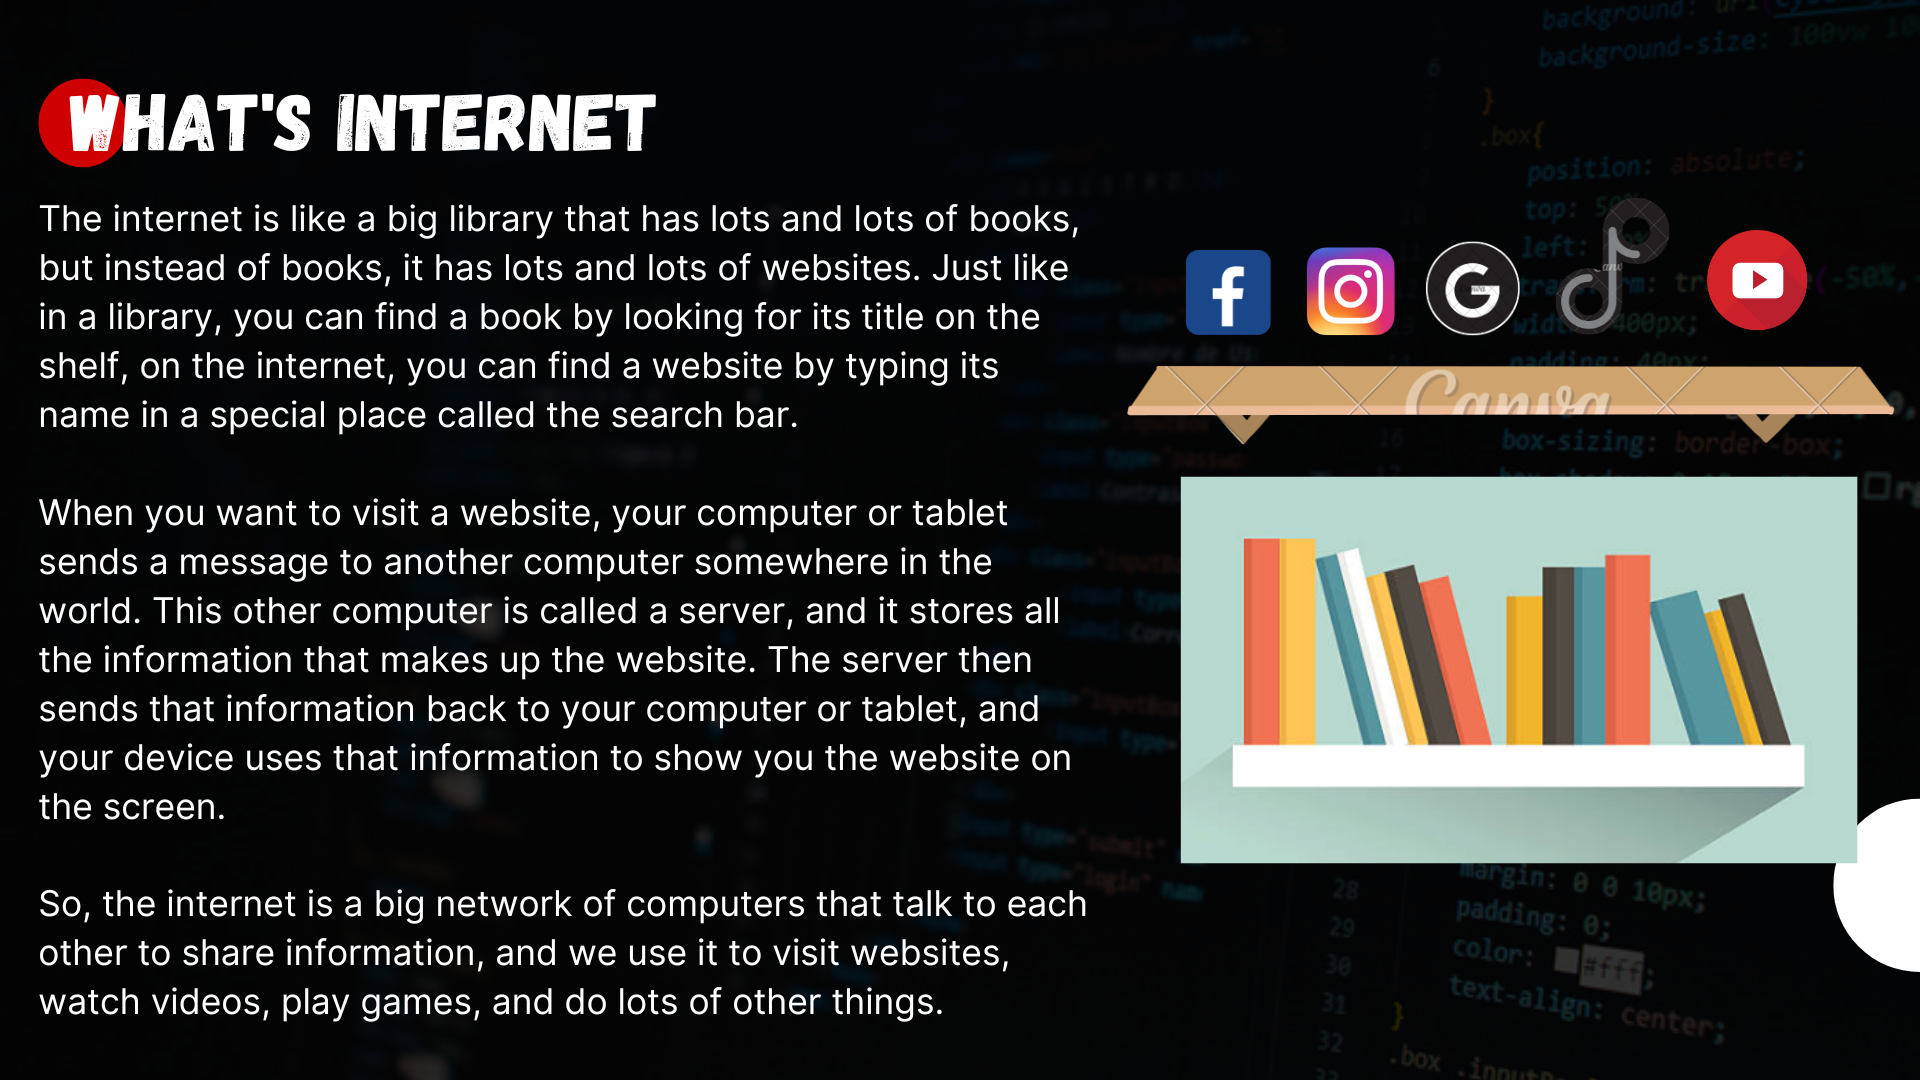 WHAT'S INTERNET
The internet is like a big library that has lots and lots of books,
but instead of books, it has lots and lots of websites. Just like
in a library, you can find a book by looking for its title on the
shelf, on the internet, you can find a website by typing its
name in a special place called the search bar.
When you want to visit a website, your computer or tablet
sends a message to another computer somewhere in the
world. This other computer is called a server, and it stores all
the information that makes up the website. The server then
sends that information back to your computer or tablet, and
your device uses that information to show you the website on
the screen.
So, the internet is a big network of computers that talk to each
other to share information, and we use it to visit websites,
watch videos, play games, and do lots of other things.
Canva
background:
background-size: 100vw
6
}
.box{
position: absolute;
top:
left:
400px;
padding: 40px;
16
box-sizing: border-box;
margin: 0 0 10px;
28
padding: 0;
29
color: #fff;
30
text-align: center;
31
}
32
.box
"submit"
"login"